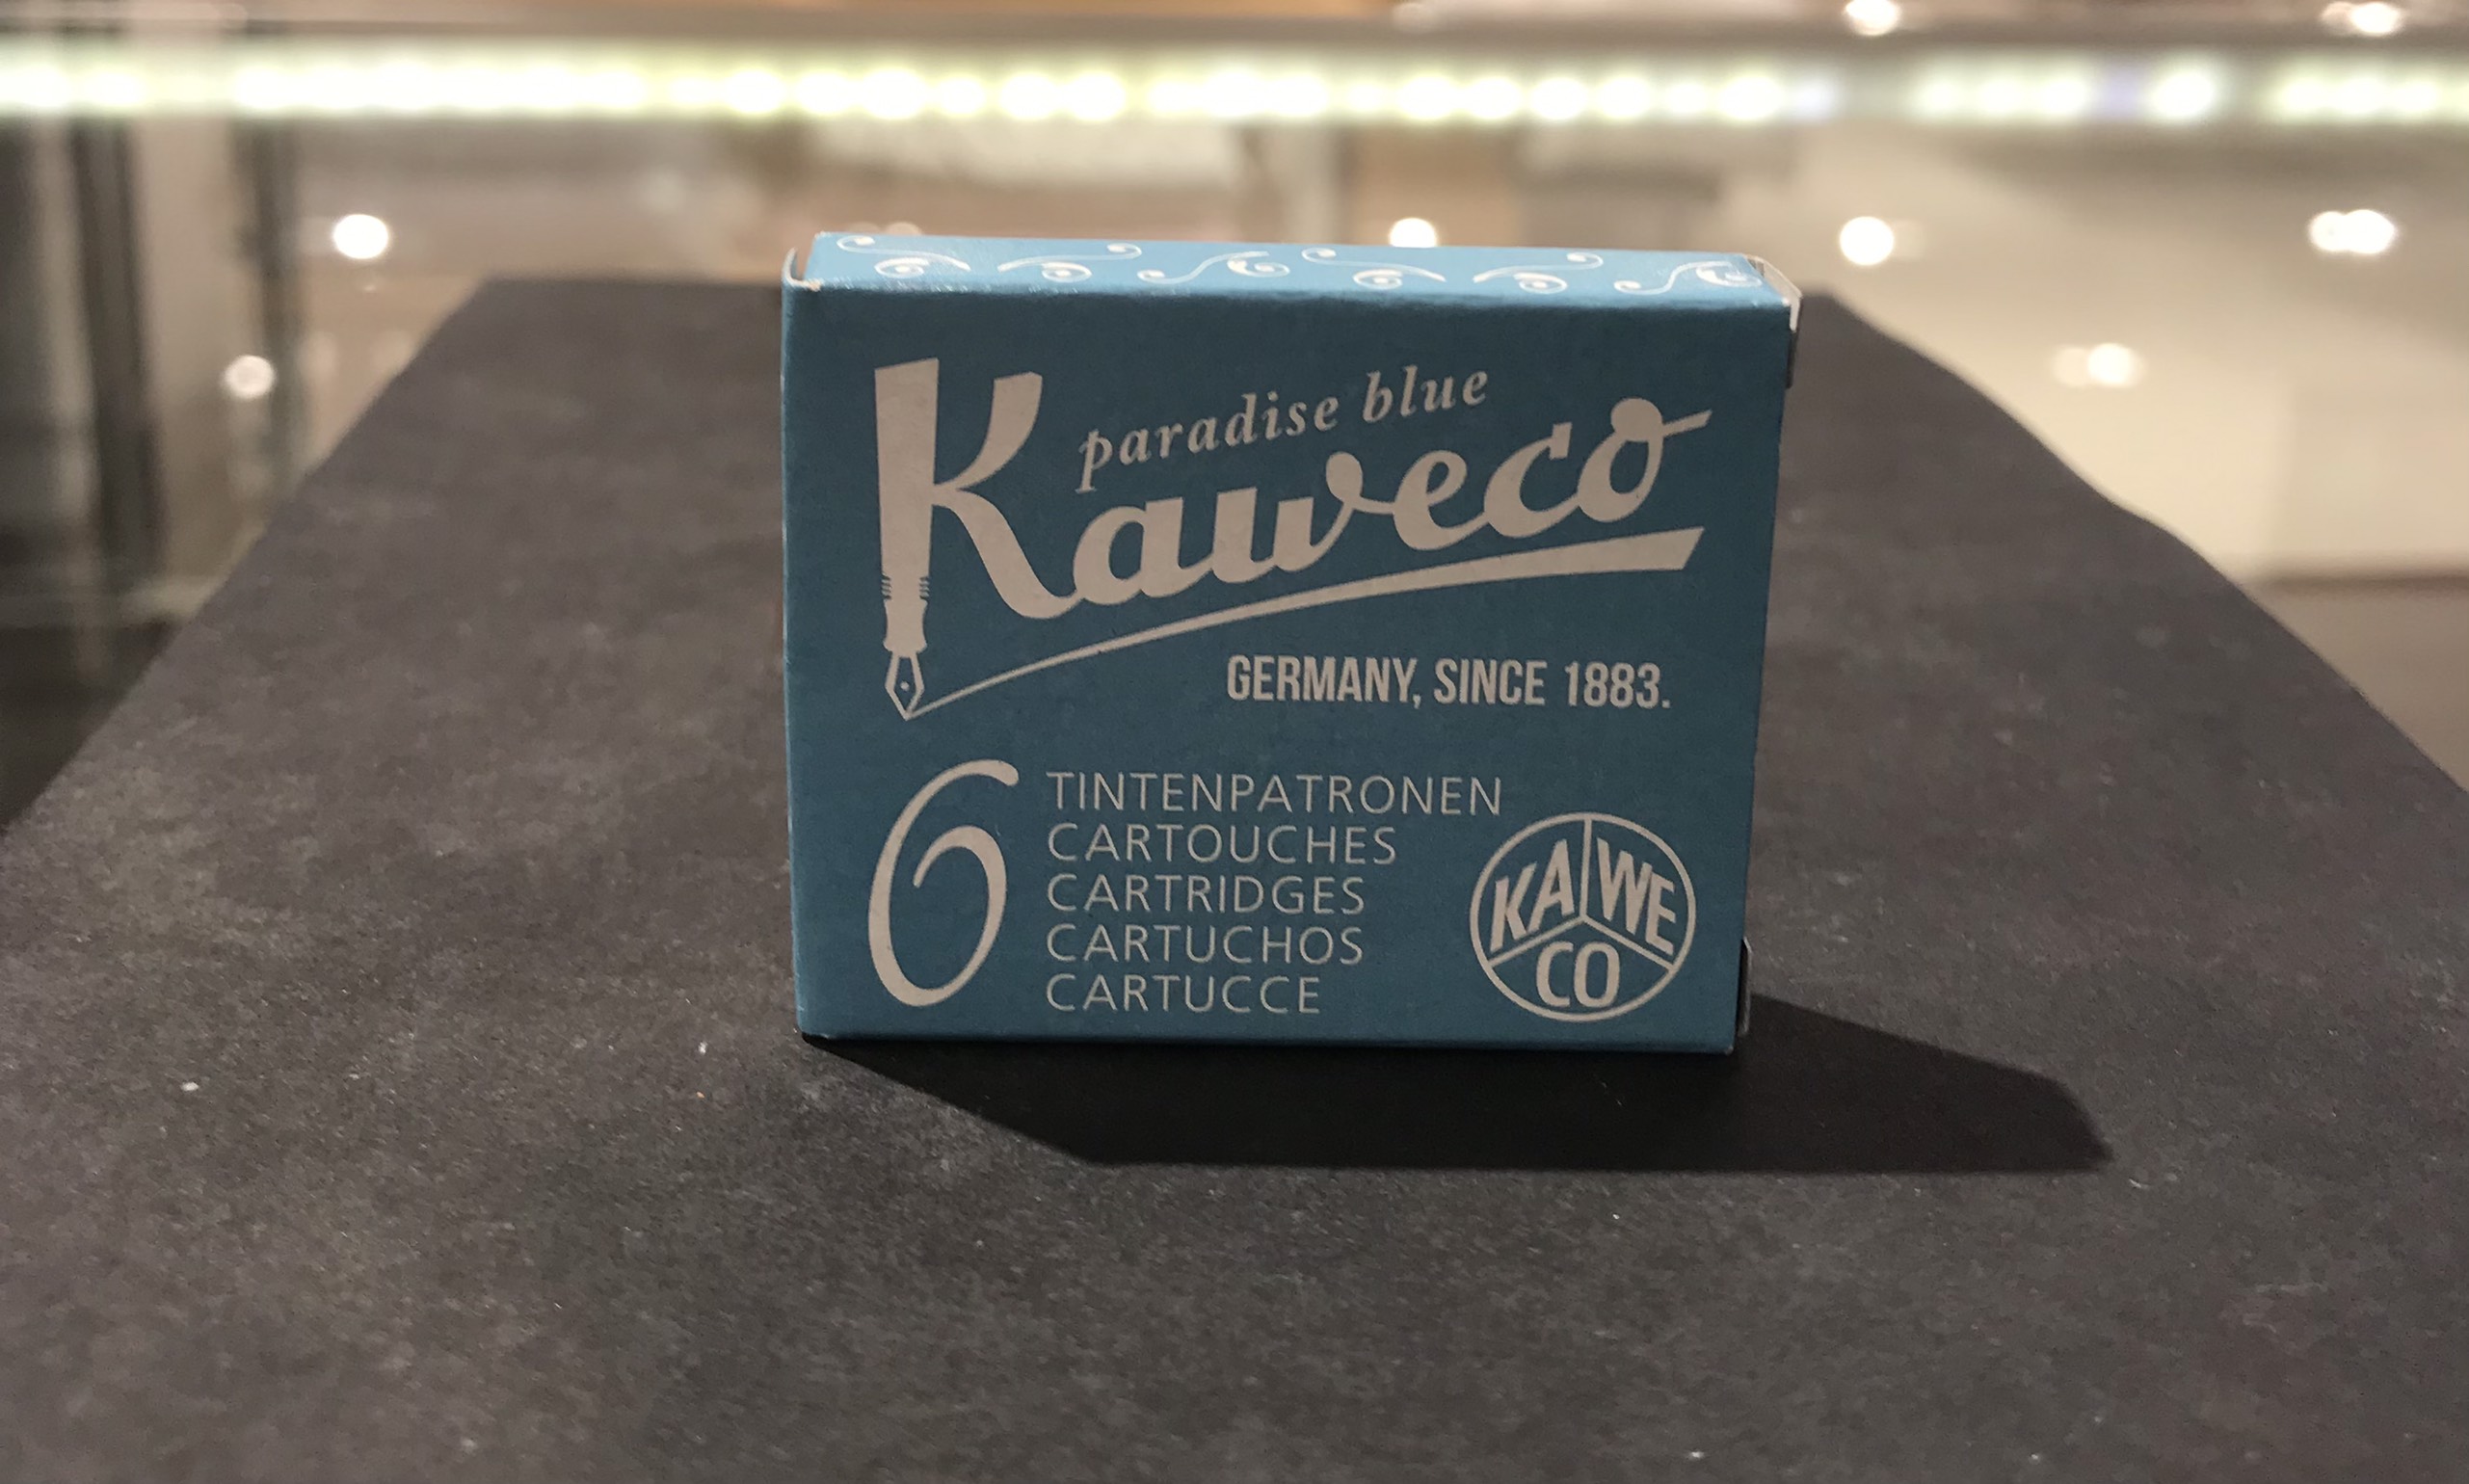 paradise blue
Kaweco
GERMANY, SINCE 1883.
6
TINTENPATRONEN
CARTOUCHES
CARTRIDGES
CARTUCHOS
CARTUCCE
KA WE
CO